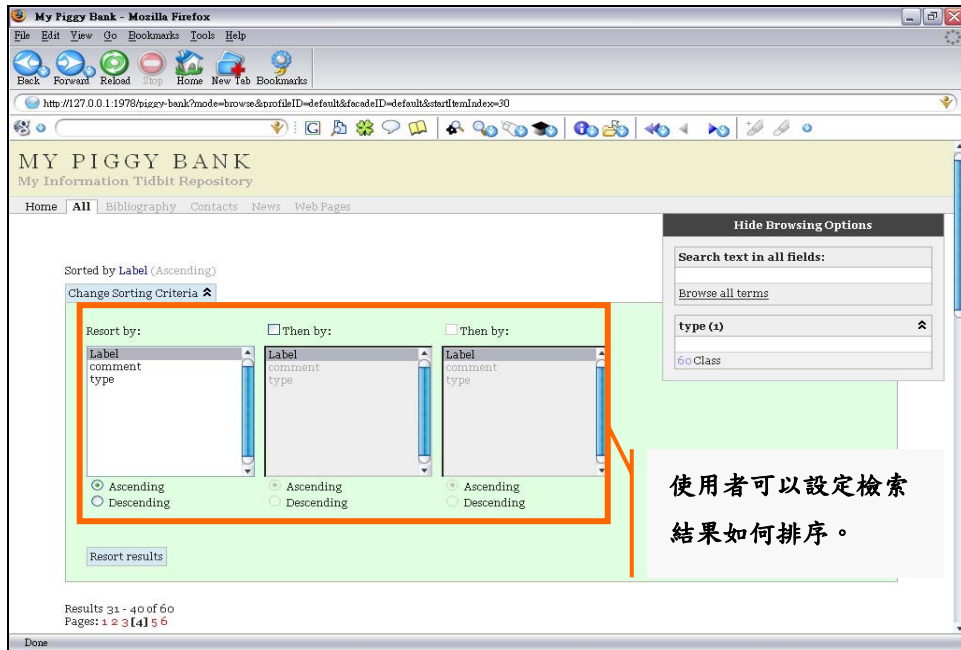 My Piggy Bank - Mozilla Firefox
File Edit View Go Bookmarks Tools Help
Back Forward Reload Stop Home New Tab Bookmarks
http://127.0.0.1:1978/piggy-bank?mode=browse&profileID=default&facadeID=default&startItemIndex=30
MY PIGGY BANK
My Information Tidbit Repository
Home All Bibliography Contacts News Web Pages
Hide Browsing Options
Search text in all fields:
Browse all terms
type (1)
60 Class
Sorted by Label (Ascending)
Change Sorting Criteria
Resort by: Then by: Then by:
Label Label Label
comment comment comment
type type type
Ascending Ascending Ascending
Descending Descending Descending
使用者可以設定檢索
結果如何排序。
Resort results
Results 31 - 40 of 60
Pages: 1 2 3 [4] 5 6
Done